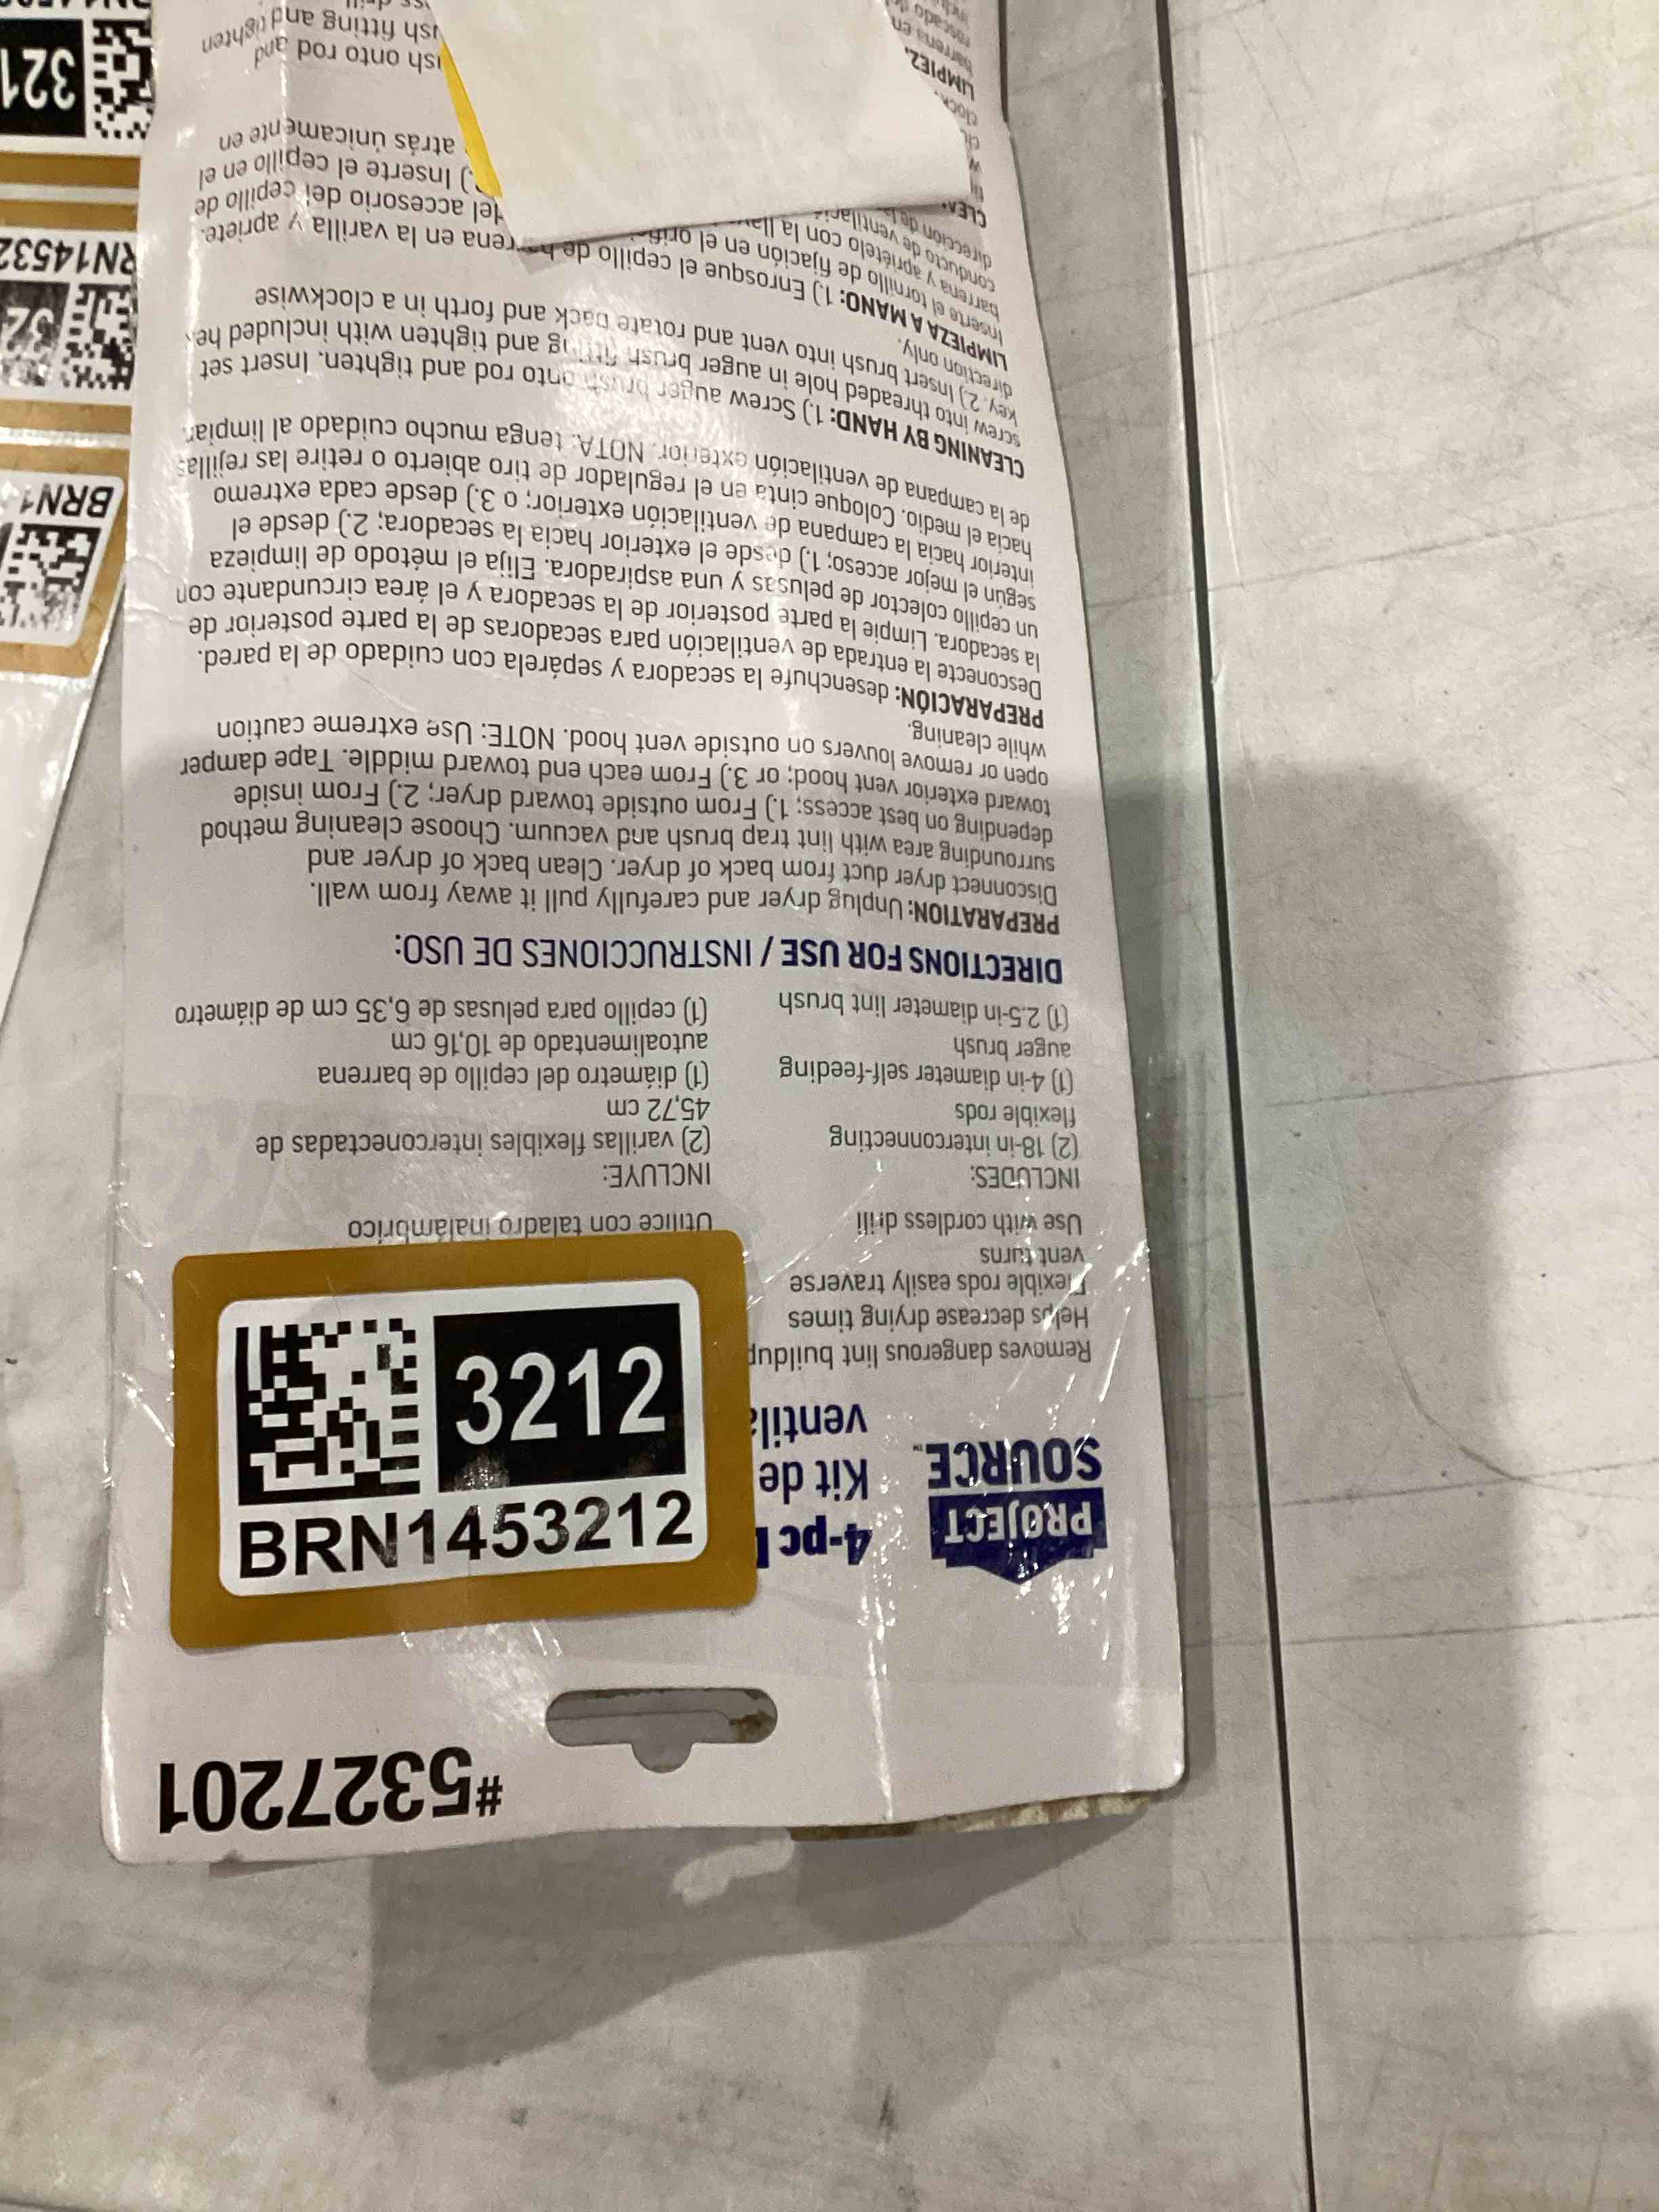 #5327201
BRN1453212
3212
PROJECT
SOURCE™
4-pc
Kit de
Removes dangerous lint buildup
Helps decrease drying times
Flexible rods easily traverse
vent turns
Use with cordless drill
INCLUDES:
(2) 18-in interconnecting
flexible rods
(1) 4-in diameter self-feeding
auger brush
(1) 2.5-in diameter lint brush
Utilice con taladro inalámbrico
INCLUYE:
(2) varillas flexibles interconectadas de
45,72 cm
(1) diámetro del cepillo de barrena
autoalimentado de 10,16 cm
(1) cepillo para pelusas de 6,35 cm de diámetro
DIRECTIONS FOR USE / INSTRUCCIONES DE USO:
PREPARATION: Unplug dryer and carefully pull it away from wall.
Disconnect dryer duct from back of dryer. Clean back of dryer and
surrounding area with lint trap brush and vacuum. Choose cleaning method
depending on best access; 1.) From outside toward dryer; 2.) From inside
toward exterior vent hood; or 3.) From each end toward middle. Tape damper
open or remove louvers on outside vent hood. NOTE: Use extreme caution
while cleaning.
PREPARACIÓN: desenchufe la secadora y sepárela con cuidado de la pared.
Desconecte la entrada de ventilación para secadoras de la parte posterior de
la secadora. Limpie la parte posterior de la secadora y el área circundante con
un cepillo colector de pelusas y una aspiradora. Elija el método de limpieza
según el mejor acceso; 1.) desde el exterior hacia la secadora; 2.) desde el
interior hacia la campana de ventilación exterior; o 3.) desde cada extremo
hacia el medio. Coloque cinta en el regulador de tiro abierto o retire las rejillas
de la campana de ventilación exterior. NOTA: tenga mucho cuidado al limpiar.
CLEANING BY HAND: 1.) Screw auger brush onto rod and tighten. Insert set
screw into threaded hole in auger brush fitting and tighten with included hex
key. 2.) Insert brush into vent and rotate back and forth in a clockwise
direction only.
LIMPIEZA A MANO: 1.) Enrosque el cepillo de barrena en la varilla y apriete.
Inserte el tornillo de fijación en el del accesorio del cepillo de
barrena y apriételo con la .) Inserte el cepillo en el
conducto de ventilación atrás únicamente en
dirección de
onto rod and
fitting and tighten
BRN1
RN14532
321